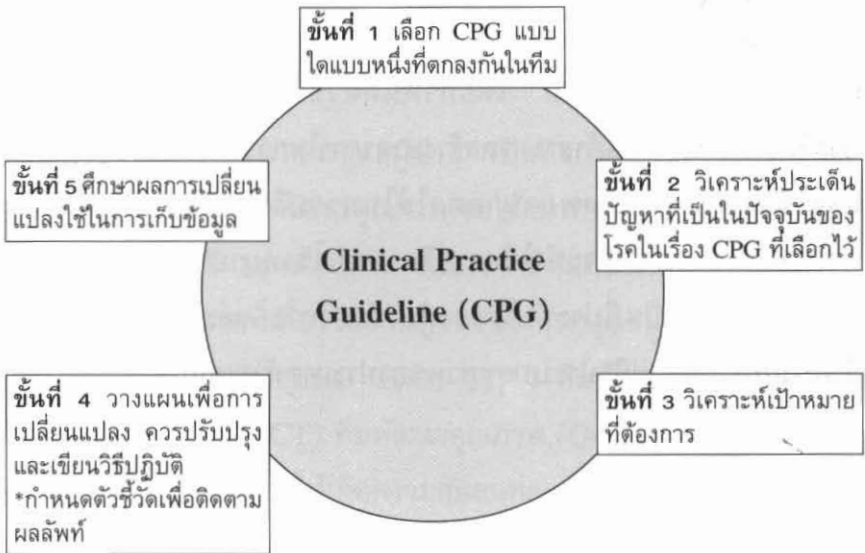 ขั้นที่ 1 เลือก CPG แบบ
ใดแบบหนึ่งที่ตกลงกันในทีม
ขั้นที่ 5 ศึกษาผลการเปลี่ยน
แปลงใช้ในการเก็บข้อมูล
ขั้นที่ 2 วิเคราะห์ประเด็น
ปัญหาที่เป็นในปัจจุบันของ
โรคในเรื่อง CPG ที่เลือกไว้
Clinical Practice
Guideline (CPG)
ขั้นที่ 4 วางแผนเพื่อการ
เปลี่ยนแปลง ควรปรับปรุง
และเขียนวิธีปฏิบัติ
*กำหนดตัวชี้วัดเพื่อติดตาม
ผลลัพท์
ขั้นที่ 3 วิเคราะห์เป้าหมาย
ที่ต้องการ